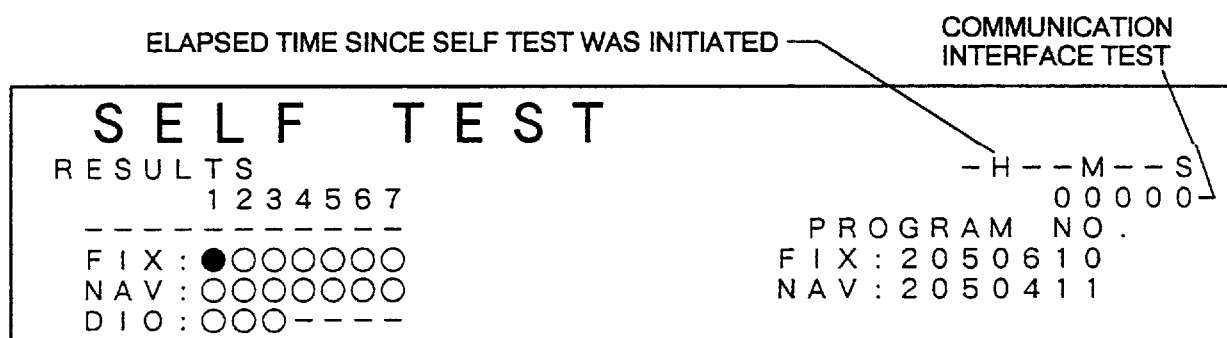 ELAPSED TIME SINCE SELF TEST WAS INITIATED
COMMUNICATION
INTERFACE TEST
SELF TEST
RESULTS
-H--M--S
1234567
00000
-----------
PROGRAM NO.
FIX:●○○○○○○
FIX:2050610
NAV:○○○○○○○
NAV:2050411
DIO:○○○----